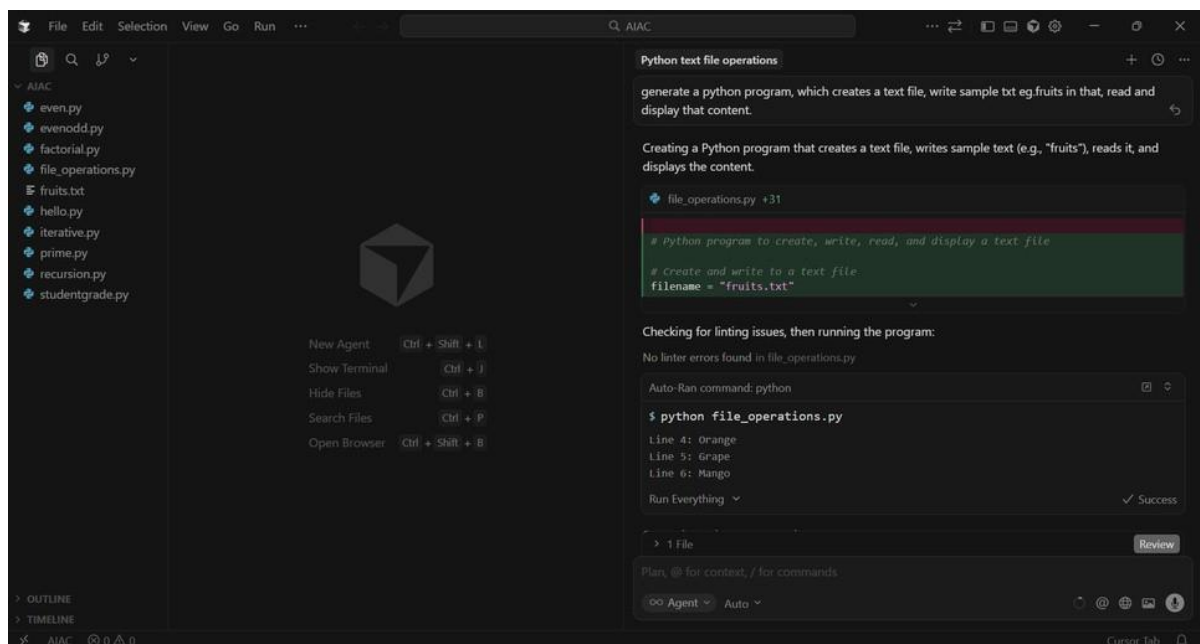 File Edit Selection View Go Run ···
AIAC
AIAC
even.py
evenodd.py
factorial.py
file_operations.py
fruits.txt
hello.py
iterative.py
prime.py
recursion.py
studentgrade.py
OUTLINE
TIMELINE
New Agent Ctrl + Shift + L
Show Terminal Ctrl + J
Hide Files Ctrl + B
Search Files Ctrl + P
Open Browser Ctrl + Shift + B
Python text file operations
generate a python program, which creates a text file, write sample txt eg.fruits in that, read and
display that content.
Creating a Python program that creates a text file, writes sample text (e.g., "fruits"), reads it, and
displays the content.
file_operations.py +31
# Python program to create, write, read, and display a text file
# Create and write to a text file
filename = "fruits.txt"
Checking for linting issues, then running the program:
No linter errors found in file_operations.py
Auto-Ran command: python
$ python file_operations.py
Line 4: Orange
Line 5: Grape
Line 6: Mango
Run Everything
Success
1 File
Review
Plan, @ for context, / for commands
Agent Auto
AIAC 0 0
Cursor Tab